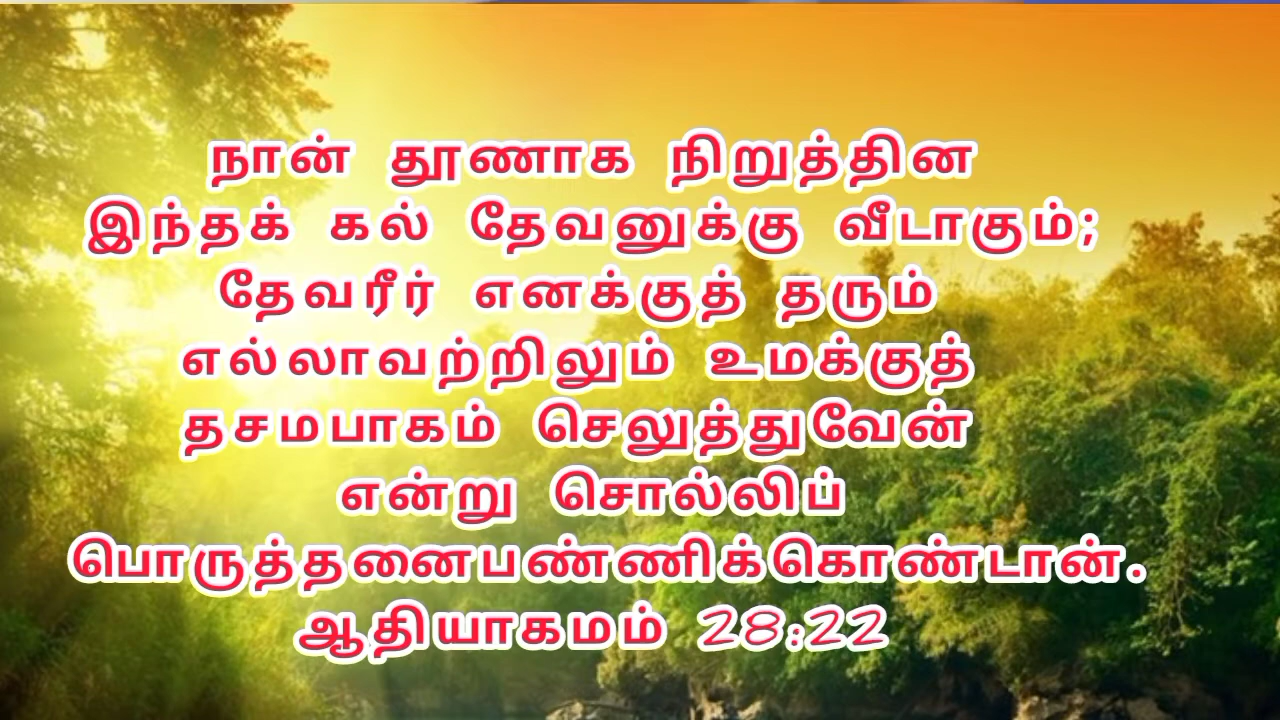 நான் தூணாக நிறுத்தின
இந்தக் கல் தேவனுக்கு வீடாகும்;
தேவரீர் எனக்குத் தரும்
எல்லாவற்றிலும் உமக்குத்
தசமபாகம் செலுத்துவேன்
என்று சொல்லிப்
பொருத்தனைபண்ணிக்கொண்டான்.
ஆதியாகமம் 28:22